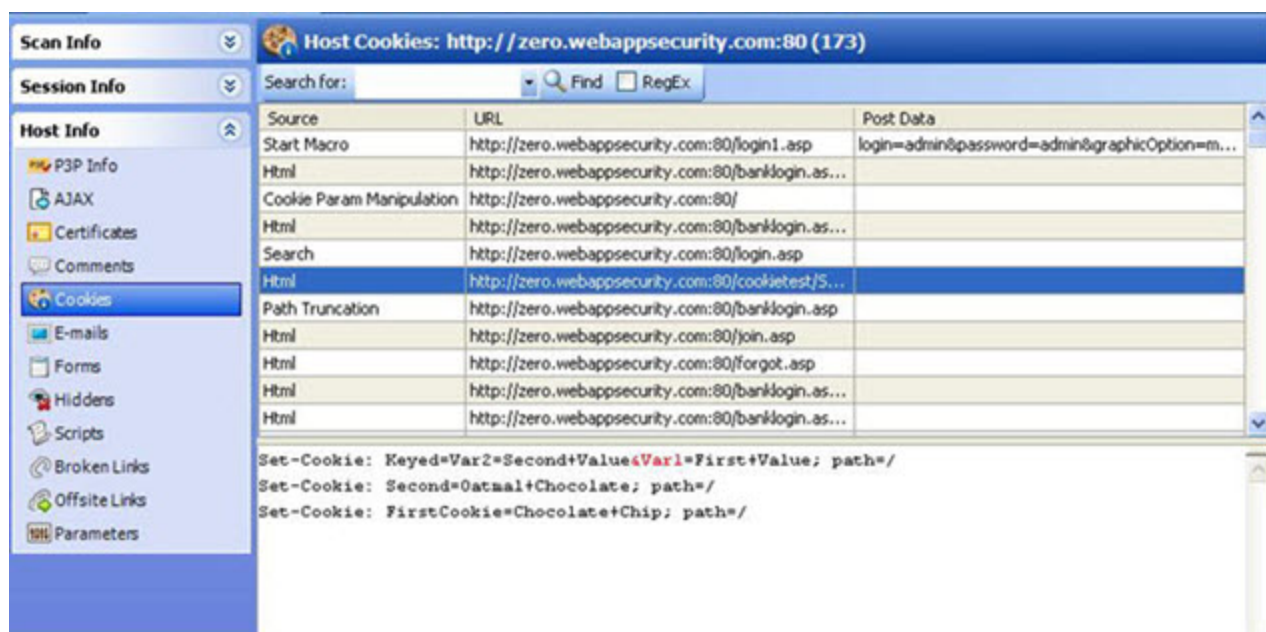 Scan Info
Session Info
Host Info
P3P Info
AJAX
Certificates
Comments
Cookies
E-mails
Forms
Hiddens
Scripts
Broken Links
Offsite Links
Parameters
Host Cookies: http://zero.webappsecurity.com:80 (173)
Search for: Find RegEx
Source URL Post Data
Start Macro http://zero.webappsecurity.com:80/login1.asp login=admin&password=admin&graphicOption=m...
Html http://zero.webappsecurity.com:80/banklogin.as...
Cookie Param Manipulation http://zero.webappsecurity.com:80/
Html http://zero.webappsecurity.com:80/banklogin.as...
Search http://zero.webappsecurity.com:80/login.asp
Html http://zero.webappsecurity.com:80/cookietest/S...
Path Truncation http://zero.webappsecurity.com:80/banklogin.asp
Html http://zero.webappsecurity.com:80/join.asp
Html http://zero.webappsecurity.com:80/forgot.asp
Html http://zero.webappsecurity.com:80/banklogin.as...
Html http://zero.webappsecurity.com:80/banklogin.as...
Set-Cookie: Keyed=Var2=Second+Value&Var1=First+Value; path=/
Set-Cookie: Second=Oatmal+Chocolate; path=/
Set-Cookie: FirstCookie=Chocolate+Chip; path=/